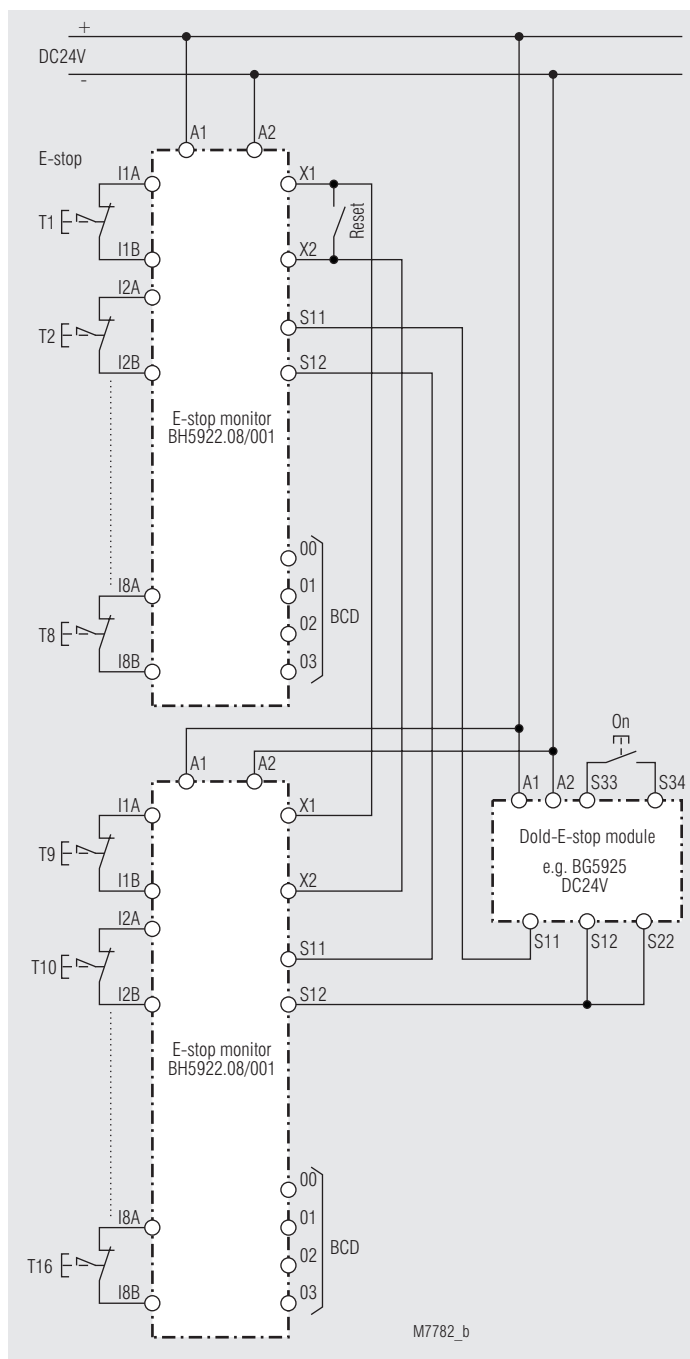 +
DC24V
-
A1
A2
E-stop
I1A
X1
T1
Reset
I1B
X2
I2A
S11
T2
I2B
S12
E-stop monitor
BH5922.08/001
00
I8A
01
BCD
T8
02
I8B
03
On
A1
A2
A1
A2
S33
S34
I1A
X1
Dold-E-stop module
T9
e.g. BG5925
DC24V
I1B
X2
I2A
S11
S12
S22
S11
T10
I2B
S12
E-stop monitor
BH5922.08/001
00
I8A
01
BCD
T16
02
I8B
03
M7782_b